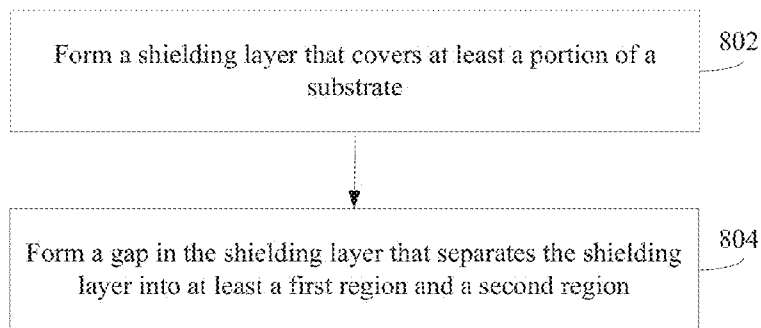 Form a shielding layer that covers at least a portion of a
substrate
802
Form a gap in the shielding layer that separates the shielding
layer into at least a first region and a second region
804